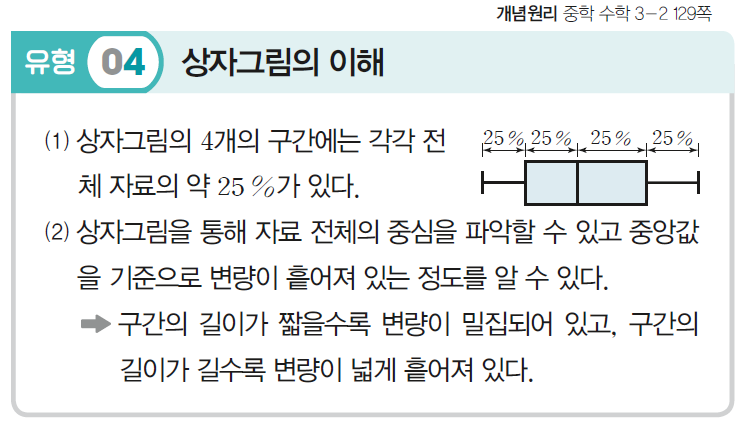 개념원리 중학 수학 3-2 129쪽
유형 04 상자그림의 이해
⑴ 상자그림의 4개의 구간에는 각각 전
체 자료의 약 25 %가 있다.
25% 25% 25% 25%
⑵ 상자그림을 통해 자료 전체의 중심을 파악할 수 있고 중앙값
을 기준으로 변량이 흩어져 있는 정도를 알 수 있다.
➡ 구간의 길이가 짧을수록 변량이 밀집되어 있고, 구간의
길이가 길수록 변량이 넓게 흩어져 있다.